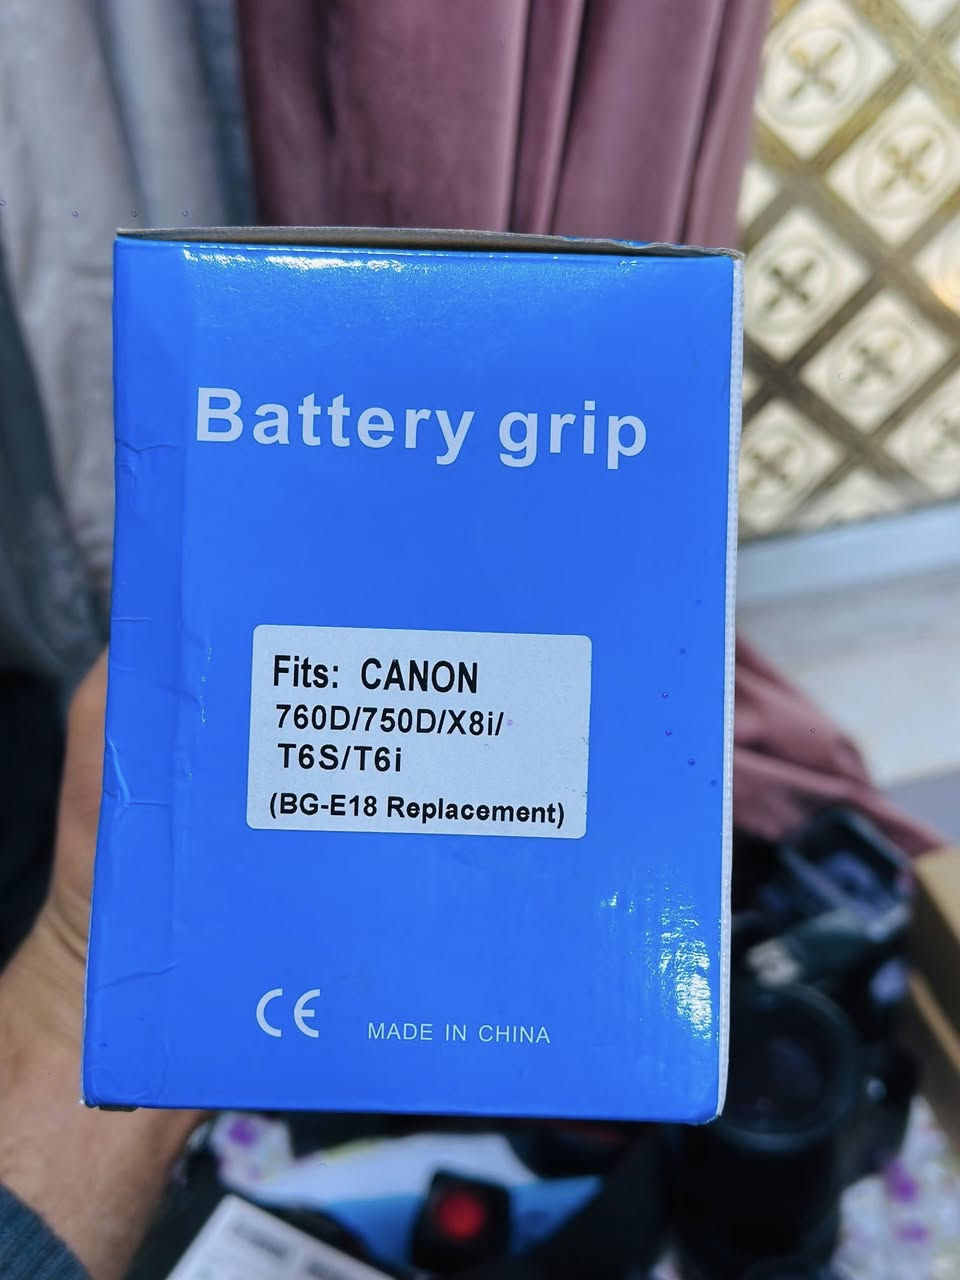 Battery grip
Fits: CANON
760D/750D/X8i/
T6S/T6i
(BG-E18 Replacement)
CE MADE IN CHINA